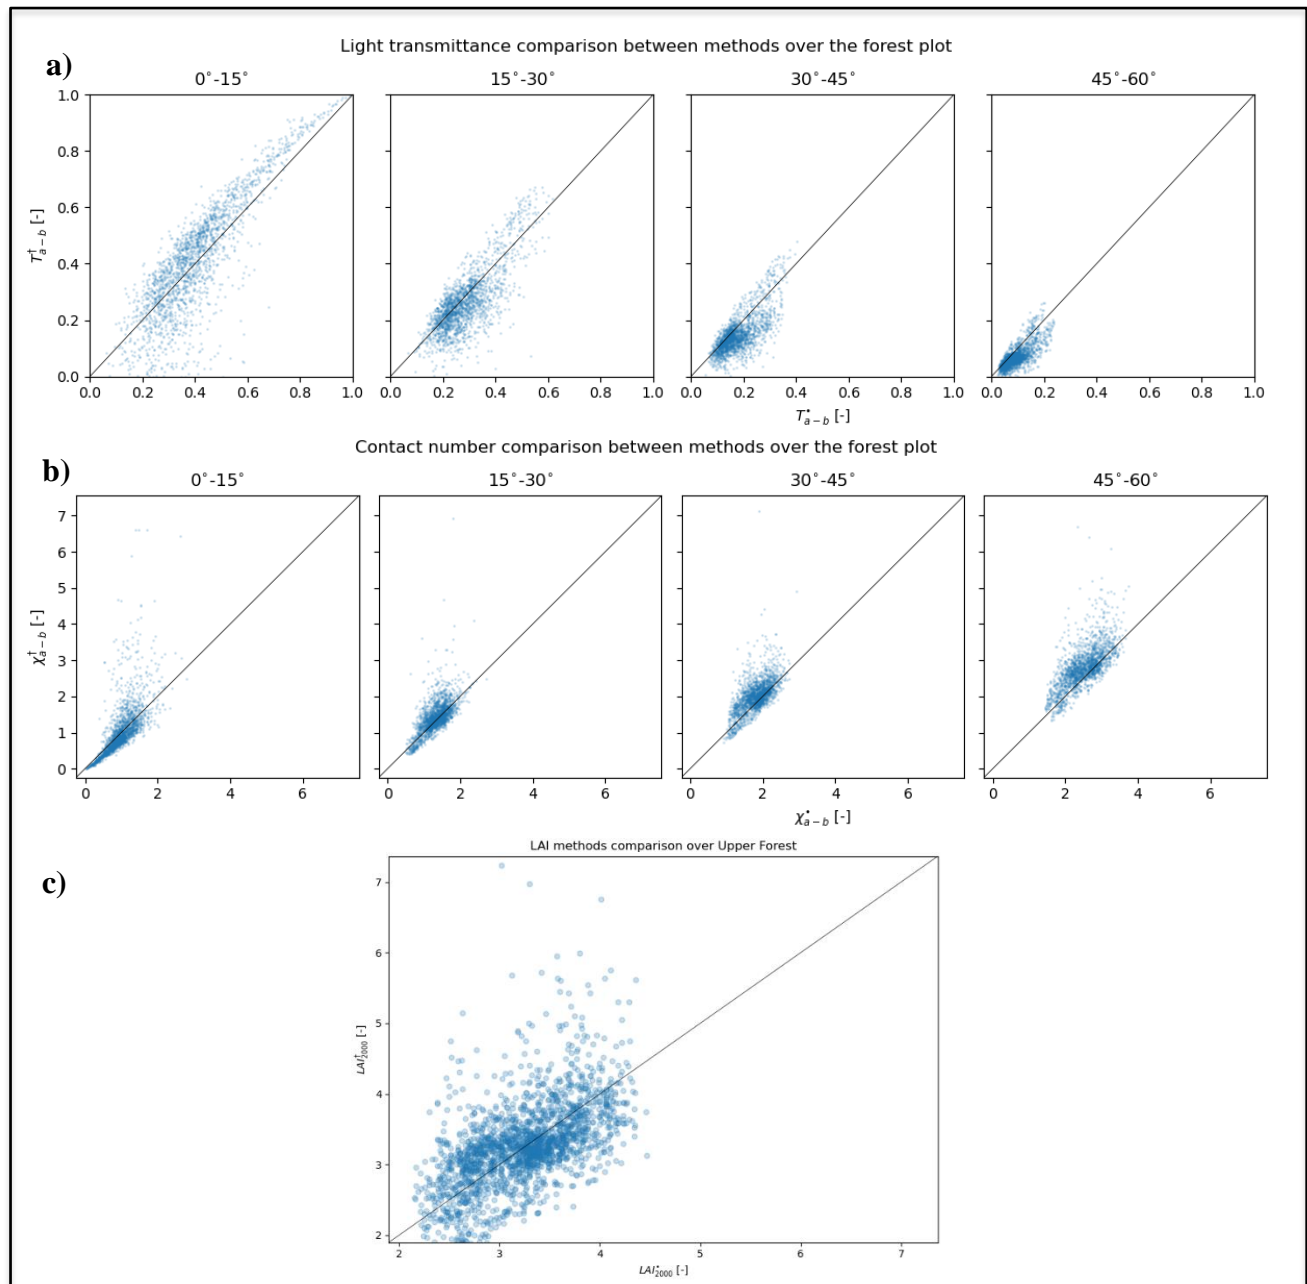 a)
Light transmittance comparison between methods over the forest plot
0°-15° 15°-30° 30°-45° 45°-60°
1.0
0.8
0.6
0.4
0.2
0.0
T†a−b [-]
0.0 0.2 0.4 0.6 0.8 1.0 0.0 0.2 0.4 0.6 0.8 1.0 0.0 0.2 0.4 0.6 0.8 1.0 0.0 0.2 0.4 0.6 0.8 1.0
T•a−b [-]
b)
Contact number comparison between methods over the forest plot
0°-15° 15°-30° 30°-45° 45°-60°
7
6
5
4
3
2
1
0
χ†a−b [-]
0 2 4 6 0 2 4 6 0 2 4 6 0 2 4 6
χ•a−b [-]
c)
LAI methods comparison over Upper Forest
7
6
5
4
3
2
LAI†2000 [-]
2 3 4 5 6 7
LAI•2000 [-]